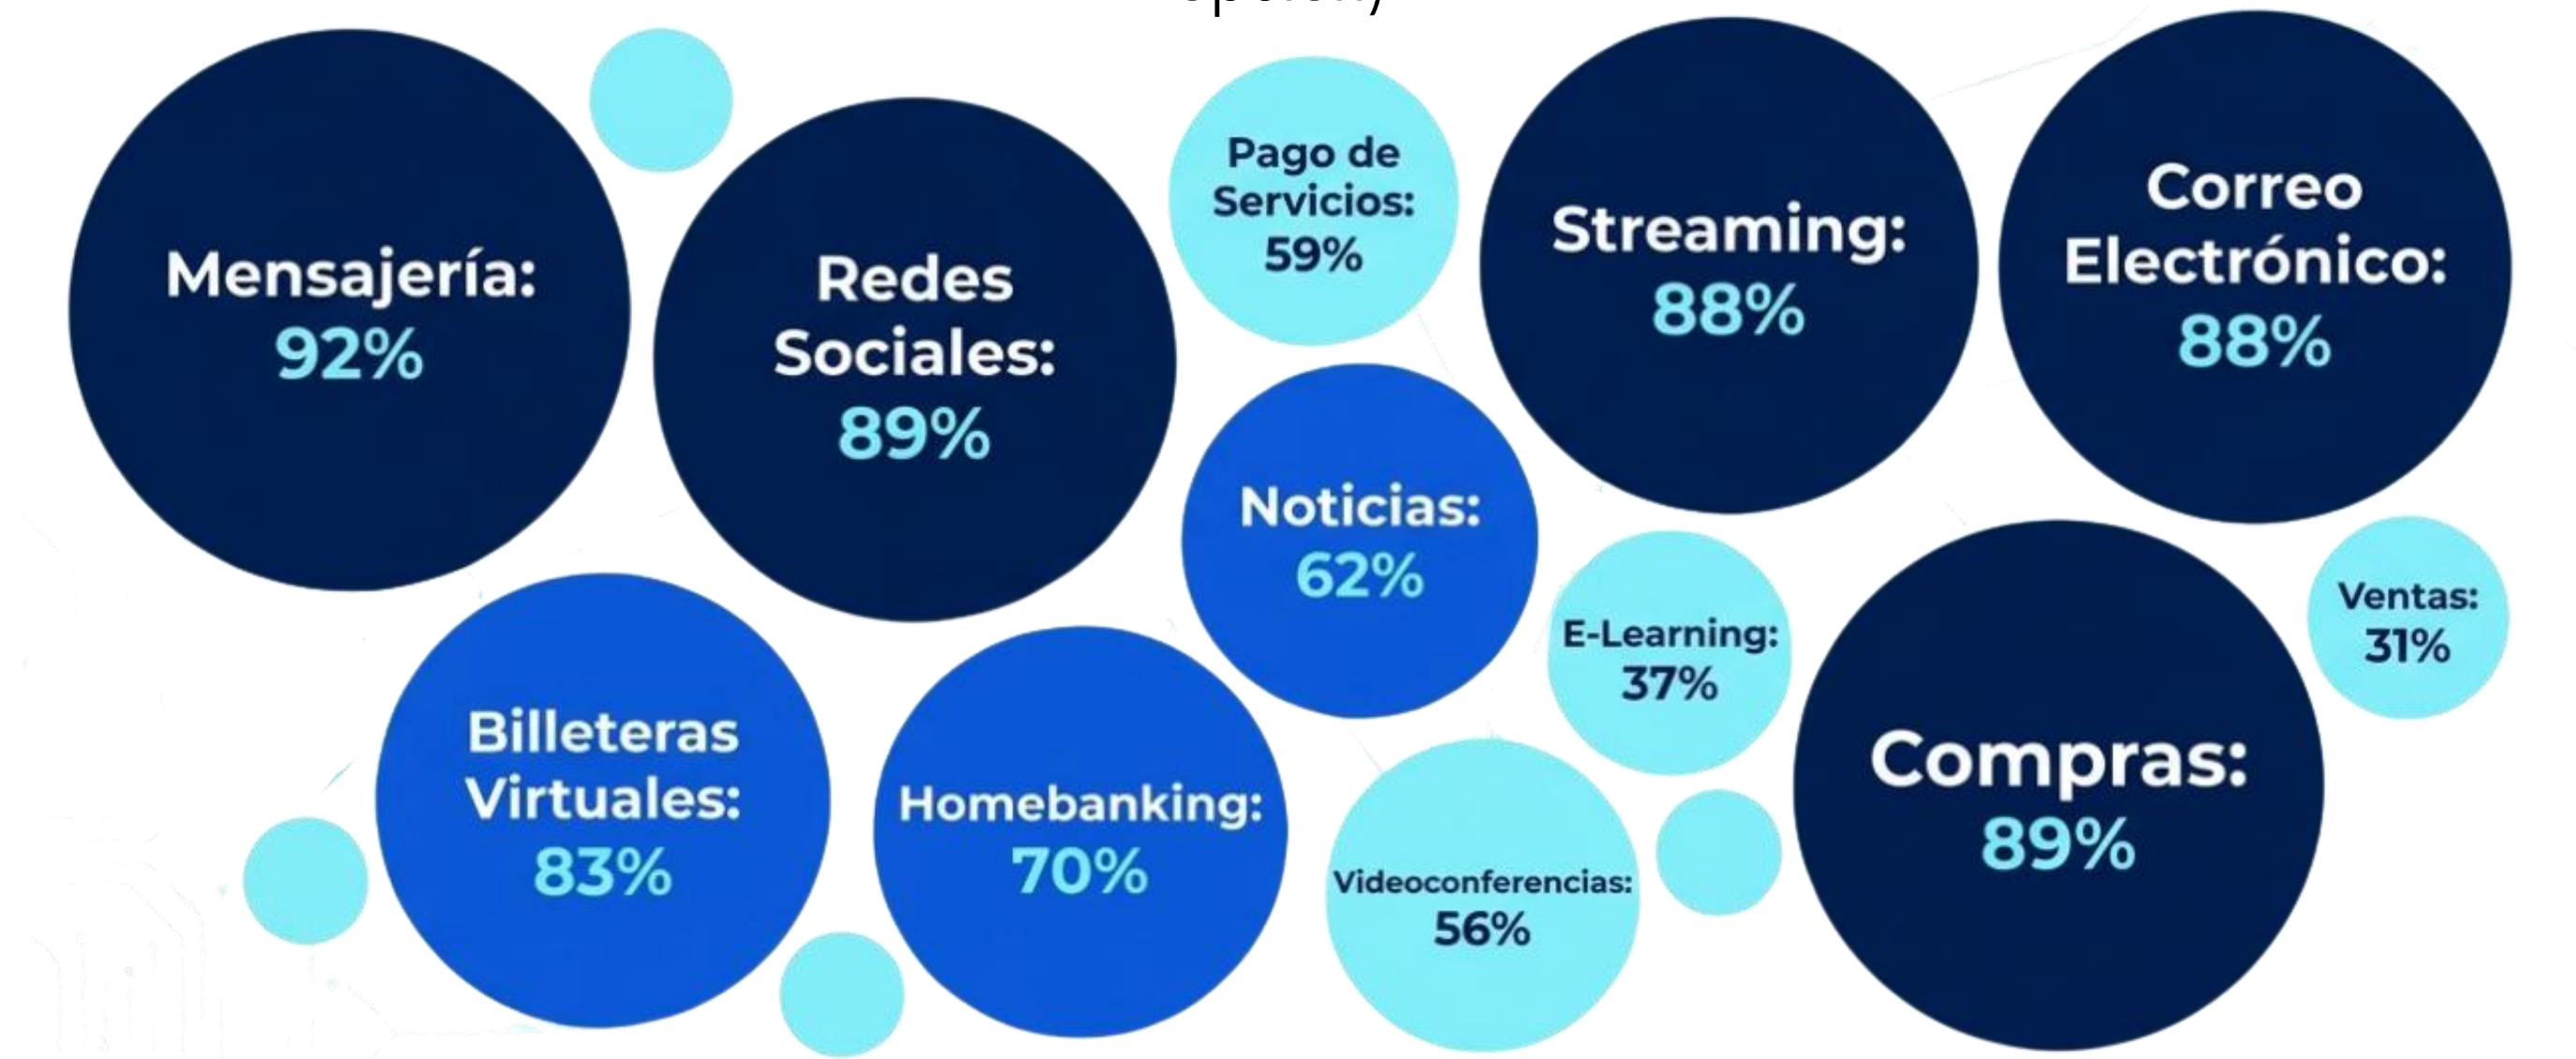 Mensajería:
92%
Redes
Sociales:
89%
Pago de
Servicios:
59%
Streaming:
88%
Correo
Electrónico:
88%
Noticias:
62%
E-Learning:
37%
Ventas:
31%
Billeteras
Virtuales:
83%
Homebanking:
70%
Videoconferencias:
56%
Compras:
89%